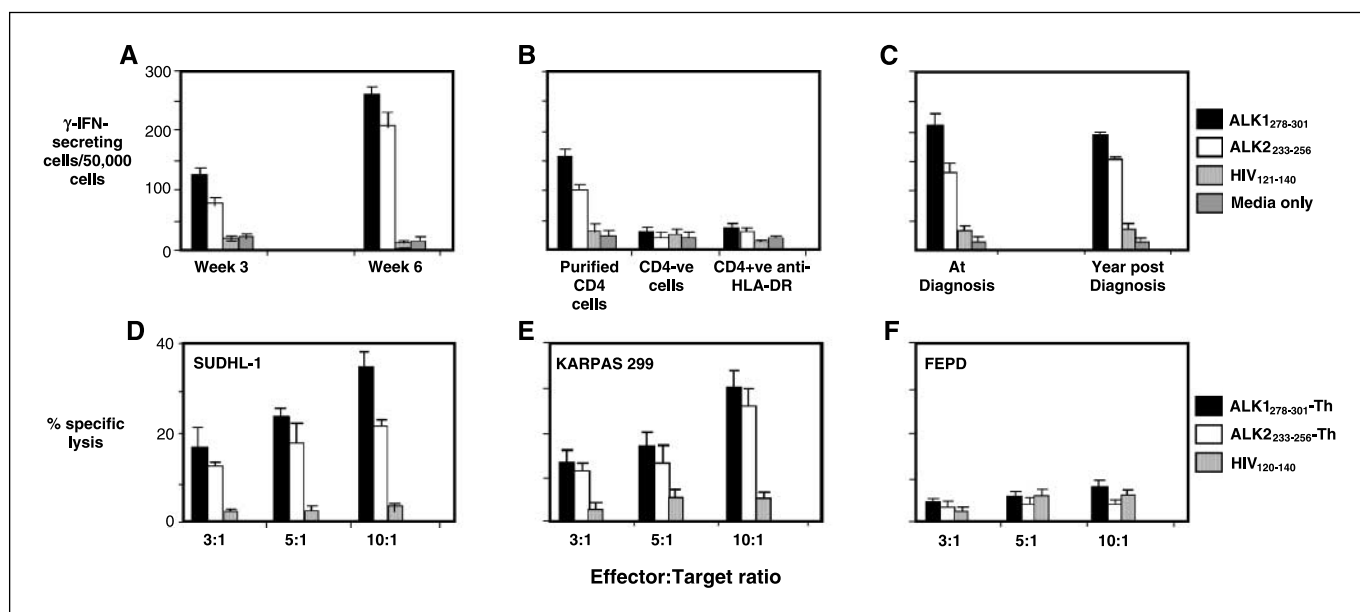 A
B
C
γ-IFN-
secreting
cells/50,000
cells
300
200
100
0
Week 3
Week 6
Purified
CD4
cells
CD4-ve
cells
CD4+ve anti-
HLA-DR
At
Diagnosis
Year post
Diagnosis
ALK1278-301
ALK2233-256
HIV121-140
Media only
D
E
F
% specific
lysis
40
20
0
SUDHL-1
KARPAS 299
FEPD
3:1
5:1
10:1
3:1
5:1
10:1
3:1
5:1
10:1
ALK1278-301-Th
ALK2233-256-Th
HIV120-140
Effector:Target ratio